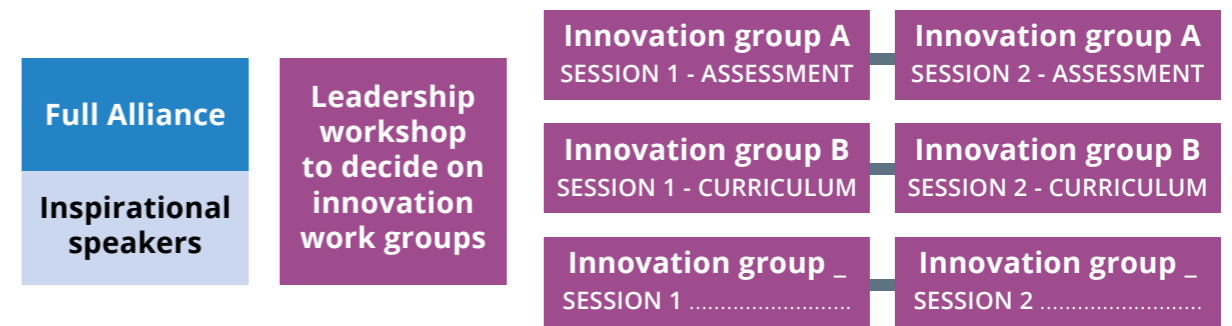 Full Alliance
Inspirational
speakers
Leadership
workshop
to decide on
innovation
work groups
Innovation group A
SESSION 1 - ASSESSMENT
Innovation group A
SESSION 2 - ASSESSMENT
Innovation group B
SESSION 1 - CURRICULUM
Innovation group B
SESSION 2 - CURRICULUM
Innovation group _
SESSION 1 ..........................
Innovation group _
SESSION 2 ..........................